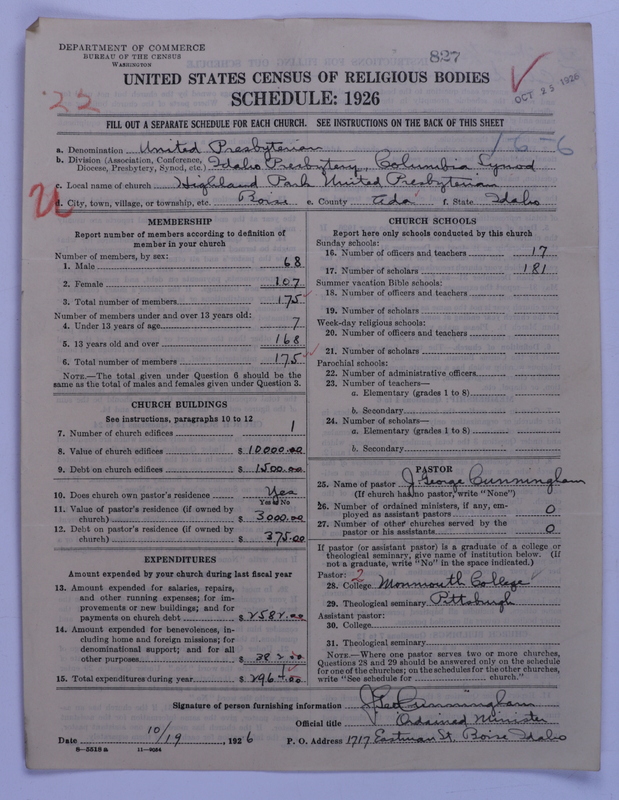 DEPARTMENT OF COMMERCE
BUREAU OF THE CENSUS
WASHINGTON
827
OCT 25 1926
UNITED STATES CENSUS OF RELIGIOUS BODIES
SCHEDULE: 1926
22
FILL OUT A SEPARATE SCHEDULE FOR EACH CHURCH. SEE INSTRUCTIONS ON THE BACK OF THIS SHEET
1-6-6
a. Denomination United Presbyterian
b. Division (Association, Conference, Diocese, Presbytery, Synod, etc.) Idaho Presbytery, Columbia Synod
c. Local name of church Highland Park United Presbyterian
U
d. City, town, village, or township, etc. Boise e. County Ada f. State Idaho
MEMBERSHIP
Report number of members according to definition of
member in your church
Number of members, by sex:
1. Male 68
2. Female 107
3. Total number of members 175
Number of members under and over 13 years old:
4. Under 13 years of age 7
5. 13 years old and over 168
6. Total number of members 175
NOTE.—The total given under Question 6 should be the
same as the total of males and females given under Question 3.
CHURCH BUILDINGS
See instructions, paragraphs 10 to 12
7. Number of church edifices 1
8. Value of church edifices $ 10000.00
9. Debt on church edifices $ 1500.00
10. Does church own pastor's residence Yes
Yes or No
11. Value of pastor's residence (if owned by
church) $ 3000.00
12. Debt on pastor's residence (if owned by
church) $ 375.00
EXPENDITURES
Amount expended by your church during last fiscal year
13. Amount expended for salaries, repairs,
and other running expenses; for im-
provements or new buildings; and for
payments on church debt $ 2582.00
14. Amount expended for benevolences, in-
cluding home and foreign missions; for
denominational support; and for all
other purposes 382.00
15. Total expenditures during year $ 2964.00
CHURCH SCHOOLS
Report here only schools conducted by this church
Sunday schools:
16. Number of officers and teachers 17
17. Number of scholars 181
Summer vacation Bible schools:
18. Number of officers and teachers
19. Number of scholars
Week-day religious schools:
20. Number of officers and teachers
21. Number of scholars
Parochial schools:
22. Number of administrative officers
23. Number of teachers—
a. Elementary (grades 1 to 8)
b. Secondary
24. Number of scholars—
a. Elementary (grades 1 to 8)
b. Secondary
PASTOR
25. Name of pastor J. George Cunningham
(If church has no pastor, write "None")
26. Number of ordained ministers, if any, em-
ployed as assistant pastors 0
27. Number of other churches served by the
pastor or his assistants 0
If pastor (or assistant pastor) is a graduate of a college or
theological seminary, give name of institution below. (If
not a graduate, write "No" in the space indicated.)
Pastor: 2
28. College Monmouth College
29. Theological seminary Pittsburgh
Assistant pastor:
30. College
31. Theological seminary
NOTE.—Where one pastor serves two or more churches,
Questions 28 and 29 should be answered only on the schedule
for one of the churches; on the schedules for the other churches,
write "See schedule for church."
Signature of person furnishing information J. Geo Cunningham
Official title Ordained Minister
Date 10/19, 1926 P. O. Address 1717 Eastman St. Boise Idaho
8-5518a 11-9054